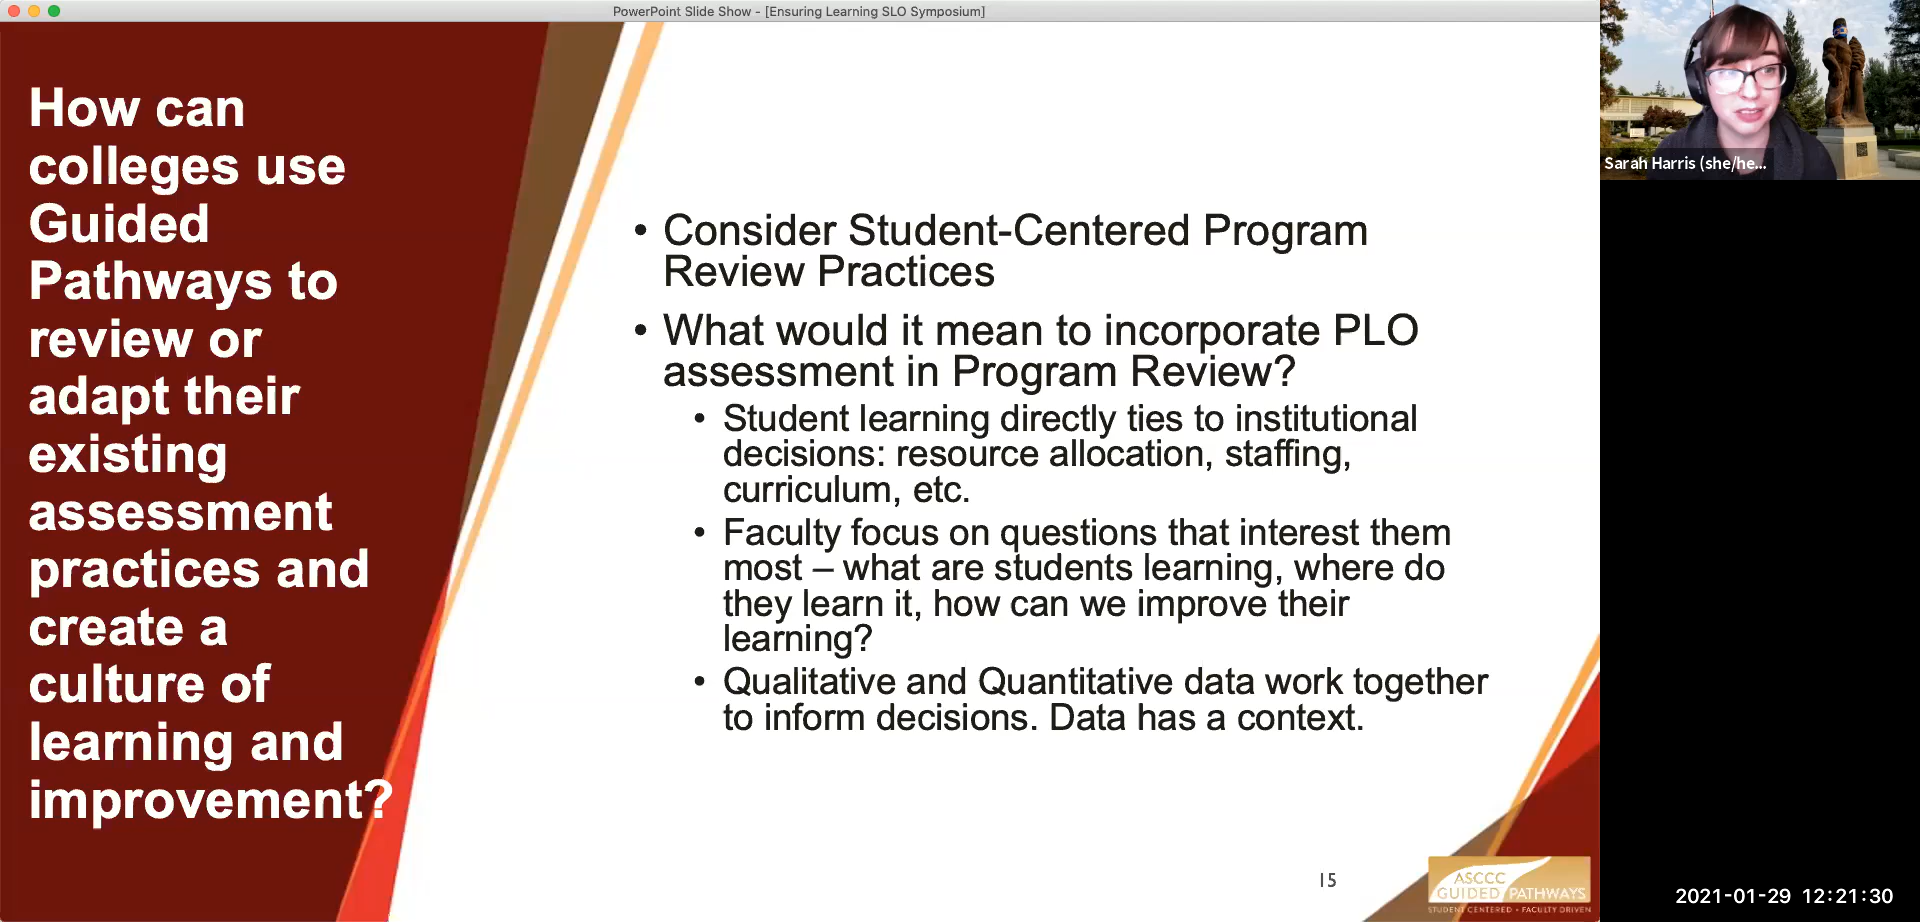 PowerPoint Slide Show - [Ensuring Learning SLO Symposium]
How can
colleges use
Guided
Pathways to
review or
adapt their
existing
assessment
practices and
create a
culture of
learning and
improvement?
• Consider Student-Centered Program
Review Practices
• What would it mean to incorporate PLO
assessment in Program Review?
• Student learning directly ties to institutional
decisions: resource allocation, staffing,
curriculum, etc.
• Faculty focus on questions that interest them
most – what are students learning, where do
they learn it, how can we improve their
learning?
• Qualitative and Quantitative data work together
to inform decisions. Data has a context.
15
ASCCC
GUIDED PATHWAYS
STUDENT CENTERED • FACULTY DRIVEN
Sarah Harris (she/he...
2021-01-29 12:21:30